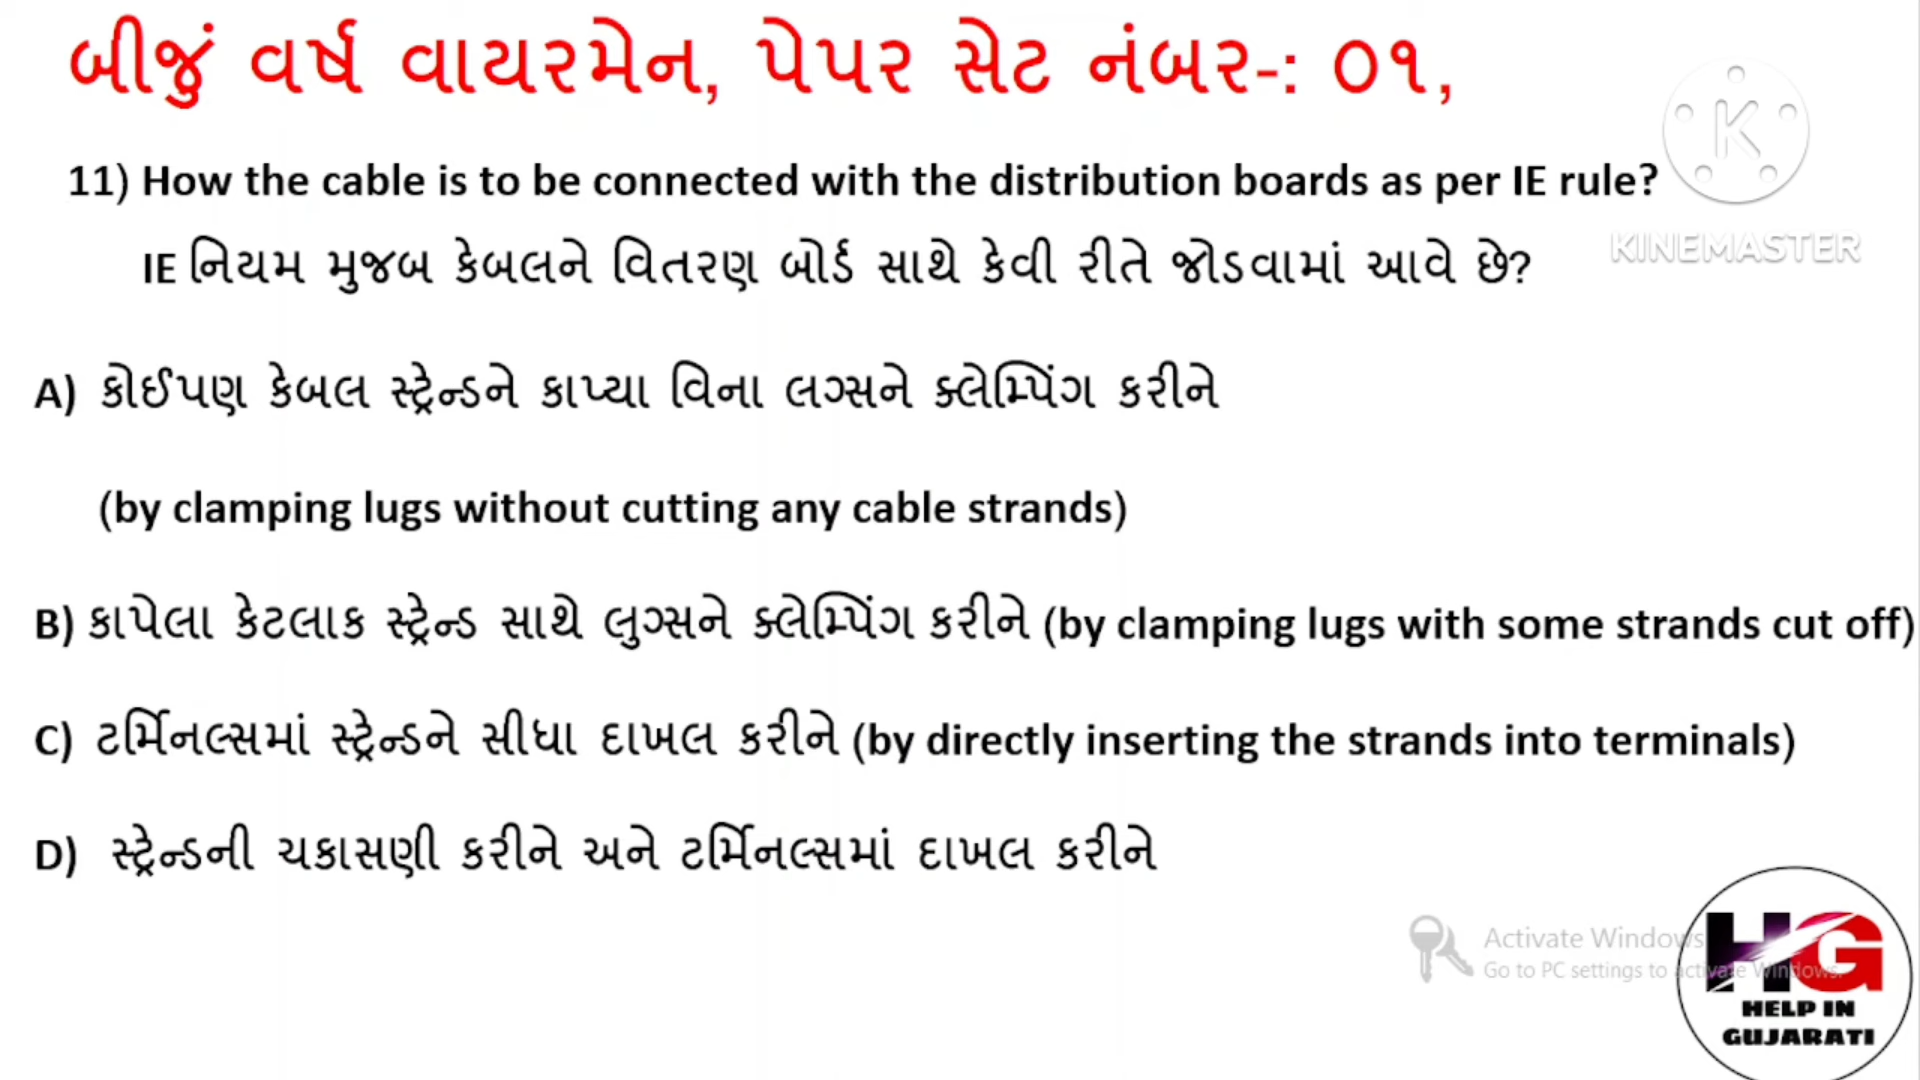 બીજું વર્ષ વાયરમેન, પેપર સેટ નંબર-: ૦૧,
11) How the cable is to be connected with the distribution boards as per IE rule?
IE નિયમ મુજબ કેબલને વિતરણ બોર્ડ સાથે કેવી રીતે જોડવામાં આવે છે?
A) કોઈપણ કેબલ સ્ટ્રેન્ડને કાપ્યા વિના લગ્સને ક્લેમ્પિંગ કરીને
(by clamping lugs without cutting any cable strands)
B) કાપેલા કેટલાક સ્ટ્રેન્ડ સાથે લુગ્સને ક્લેમ્પિંગ કરીને (by clamping lugs with some strands cut off)
C) ટર્મિનલ્સમાં સ્ટ્રેન્ડને સીધા દાખલ કરીને (by directly inserting the strands into terminals)
D) સ્ટ્રેન્ડની ચકાસણી કરીને અને ટર્મિનલ્સમાં દાખલ કરીને
K
KINEMASTER
Activate Windows
Go to PC settings to activate Windows.
HG
HELP IN
GUJARATI